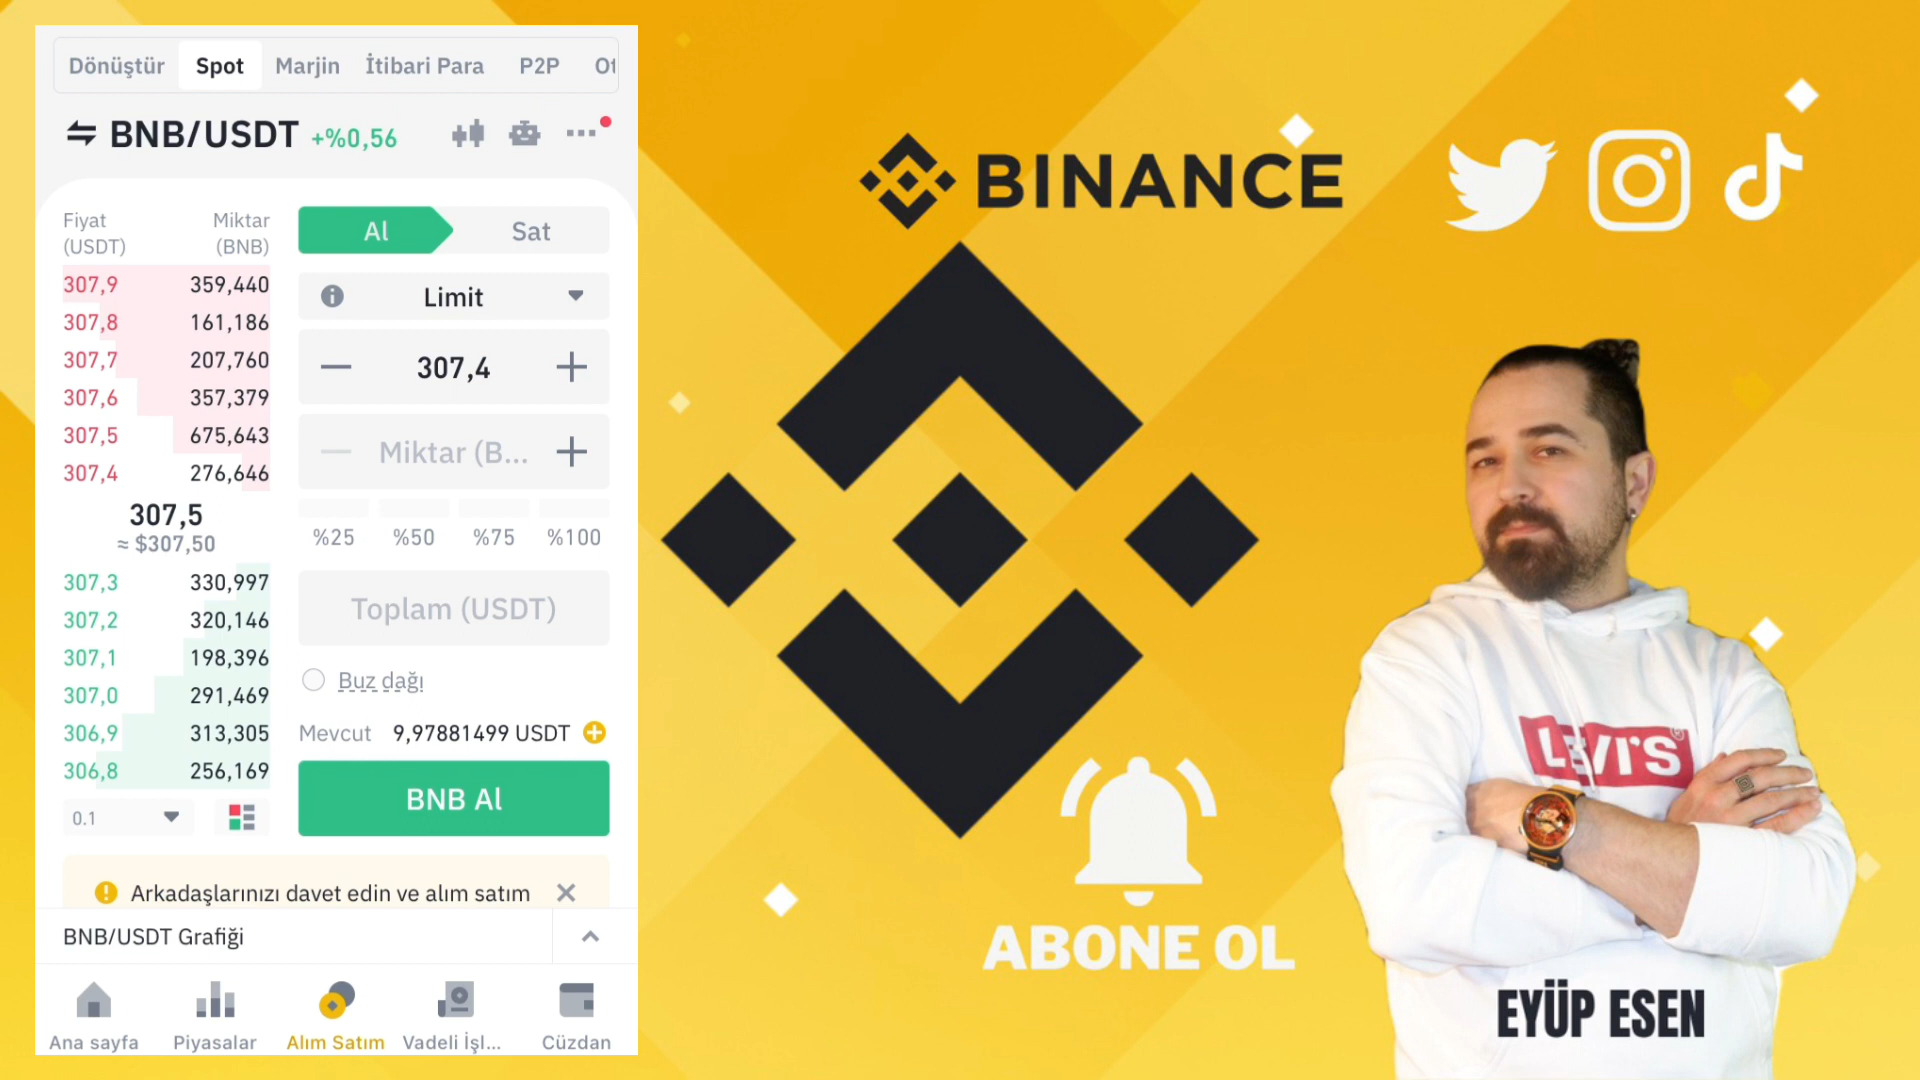 Dönüştür Spot Marjin İtibari Para P2P Ot
BNB/USDT +%0,56
Fiyat (USDT) Miktar (BNB)
307,9 359,440
307,8 161,186
307,7 207,760
307,6 357,379
307,5 675,643
307,4 276,646
307,5
≈ $307,50
307,3 330,997
307,2 320,146
307,1 198,396
307,0 291,469
306,9 313,305
306,8 256,169
0.1
Al Sat
Limit
307,4
Miktar (B...
%25 %50 %75 %100
Toplam (USDT)
Buz dağı
Mevcut 9,97881499 USDT
BNB Al
Arkadaşlarınızı davet edin ve alım satım
BNB/USDT Grafiği
Ana sayfa Piyasalar Alım Satım Vadeli İşl... Cüzdan
BINANCE
LEVI'S®
ABONE OL
EYÜP ESEN